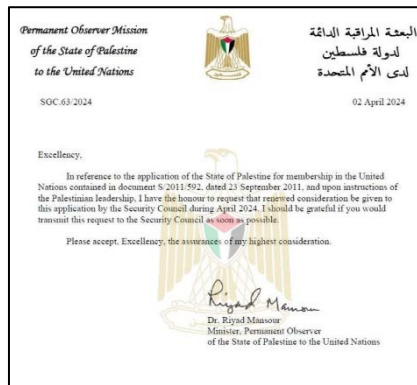 Permanent Observer Mission
of the State of Palestine
to the United Nations
البعثة المراقبة الدائمة
لدولة فلسطين
لدى الأمم المتحدة
SGC.63/2024
02 April 2024
Excellency,
In reference to the application of the State of Palestine for membership in the United
Nations contained in document S/2011/592, dated 23 September 2011, and upon instructions
of the Palestinian leadership, I have the honour to request that renewed consideration be given to
this application by the Security Council during April 2024. I should be grateful if you would
transmit this request to the Security Council as soon as possible.
Please accept, Excellency, the assurances of my highest consideration.
Riyad Mansour
Dr. Riyad Mansour
Minister, Permanent Observer
of the State of Palestine to the United Nations